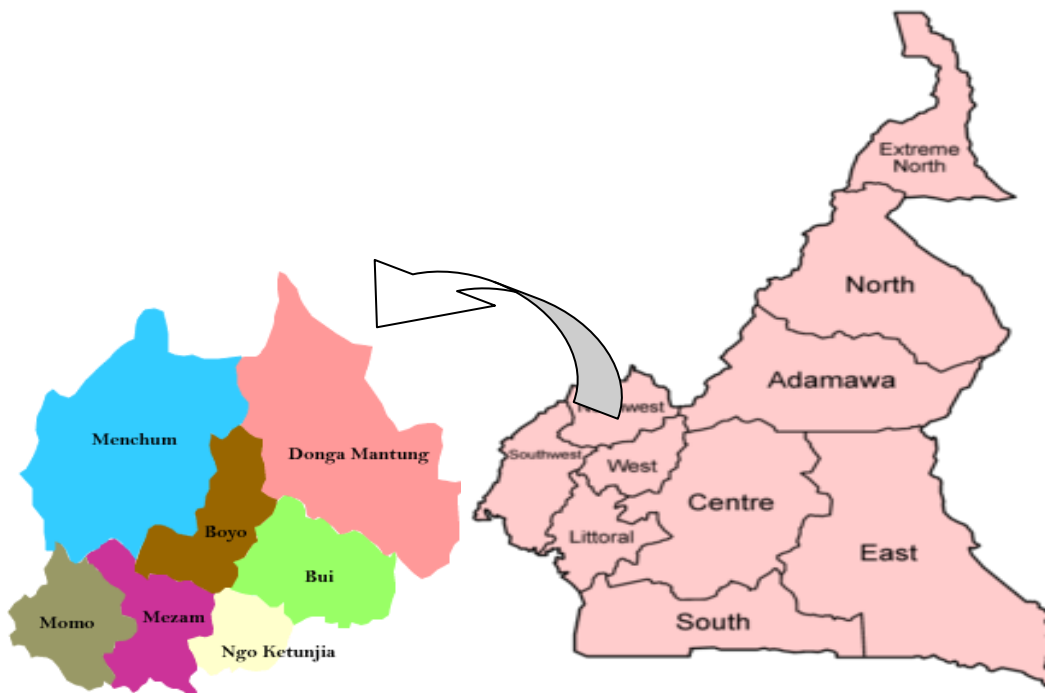 Extreme
North
North
Adamawa
Southwest
West
Centre
Littoral
East
South
Menchum
Donga Mantung
Boyo
Bui
Momo
Mezam
Ngo Ketunjia